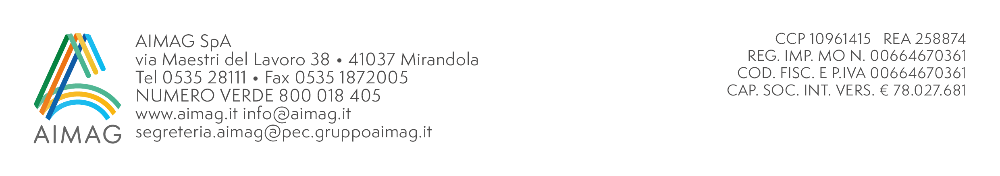 AIMAG
AIMAG SpA
via Maestri del Lavoro 38 • 41037 Mirandola
Tel 0535 28111 • Fax 0535 1872005
NUMERO VERDE 800 018 405
www.aimag.it info@aimag.it
segreteria.aimag@pec.gruppoaimag.it
CCP 10961415 REA 258874
REG. IMP. MO N. 00664670361
COD. FISC. E P.IVA 00664670361
CAP. SOC. INT. VERS. € 78.027.681